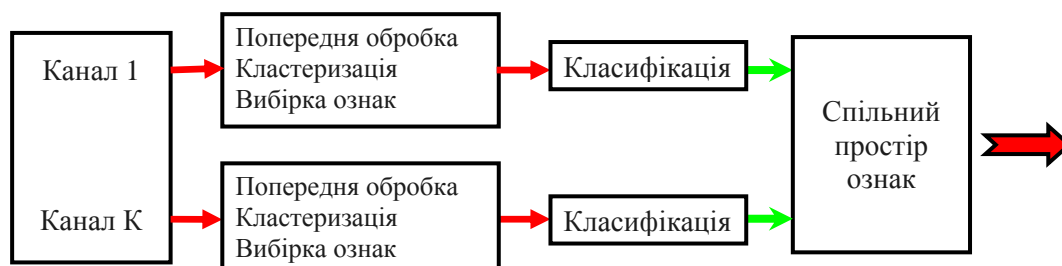 Канал 1
Попередня обробка
Кластеризація
Вибірка ознак
Класифікація
Спільний
простір
ознак
Канал К
Попередня обробка
Кластеризація
Вибірка ознак
Класифікація